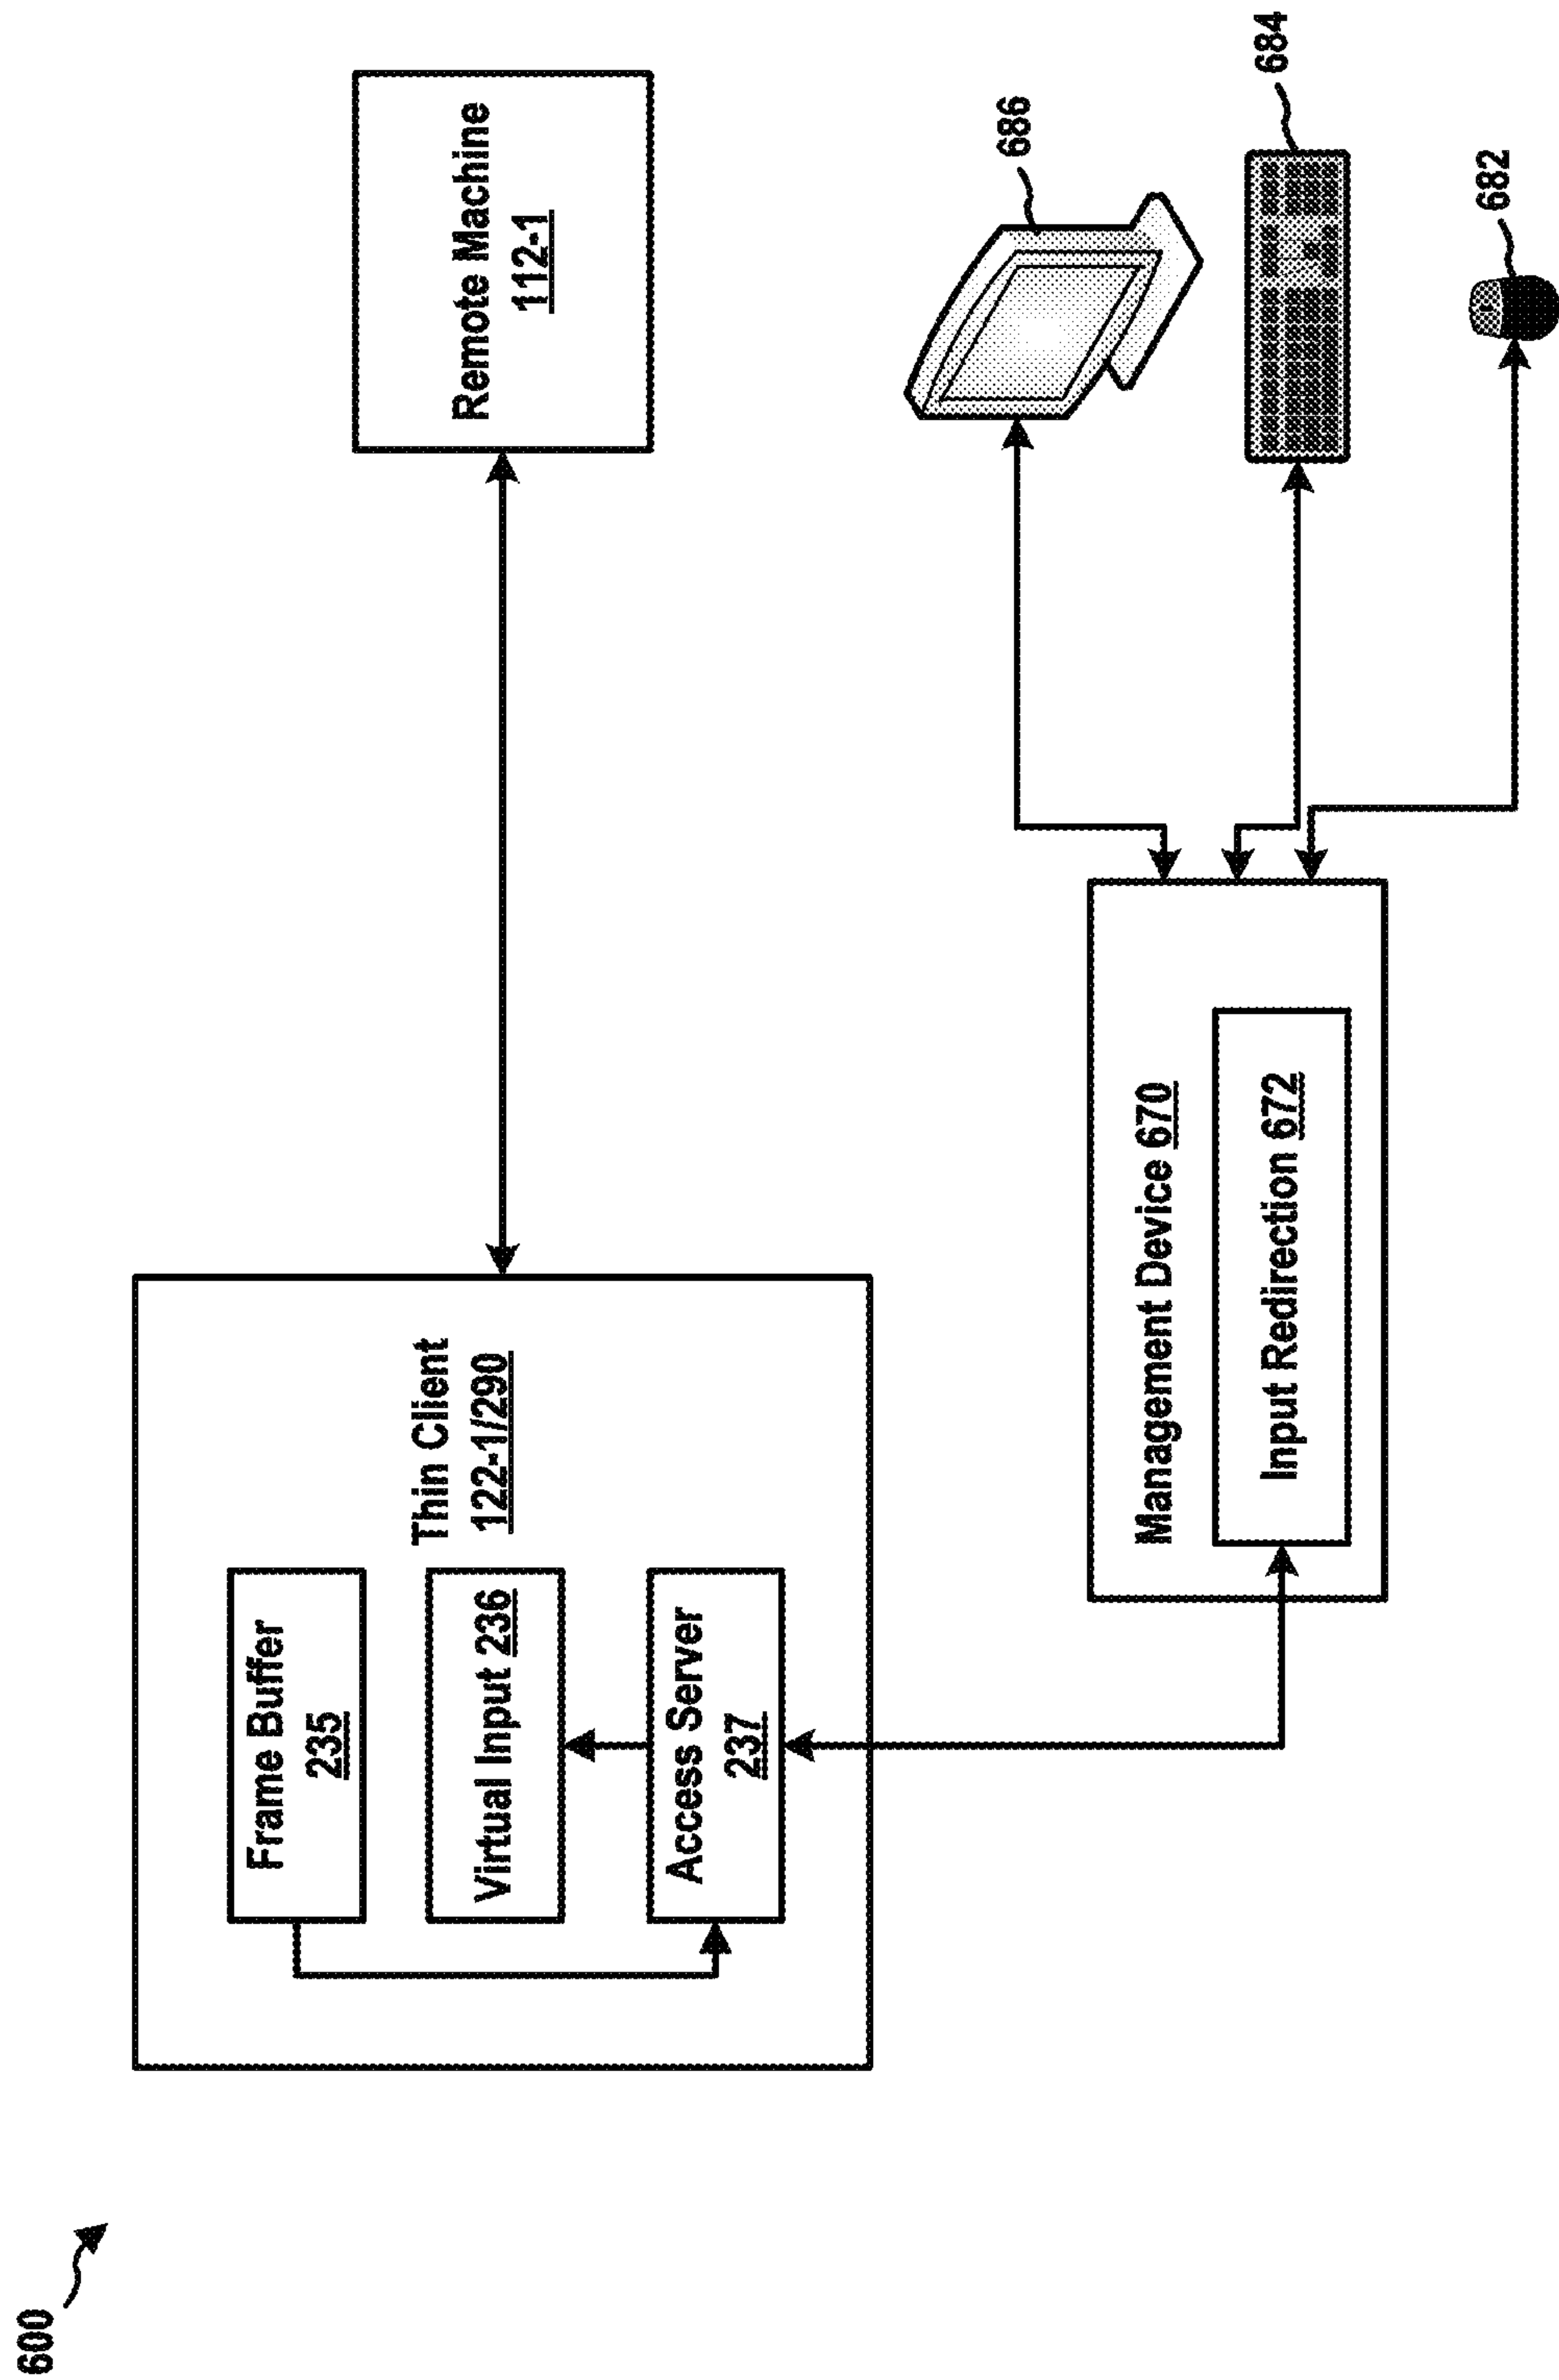 600
Thin Client
122-1/290
Frame Buffer
235
Virtual Input 236
Access Server
237
Remote Machine
112-1
Management Device 670
Input Redirection 672
686
684
682